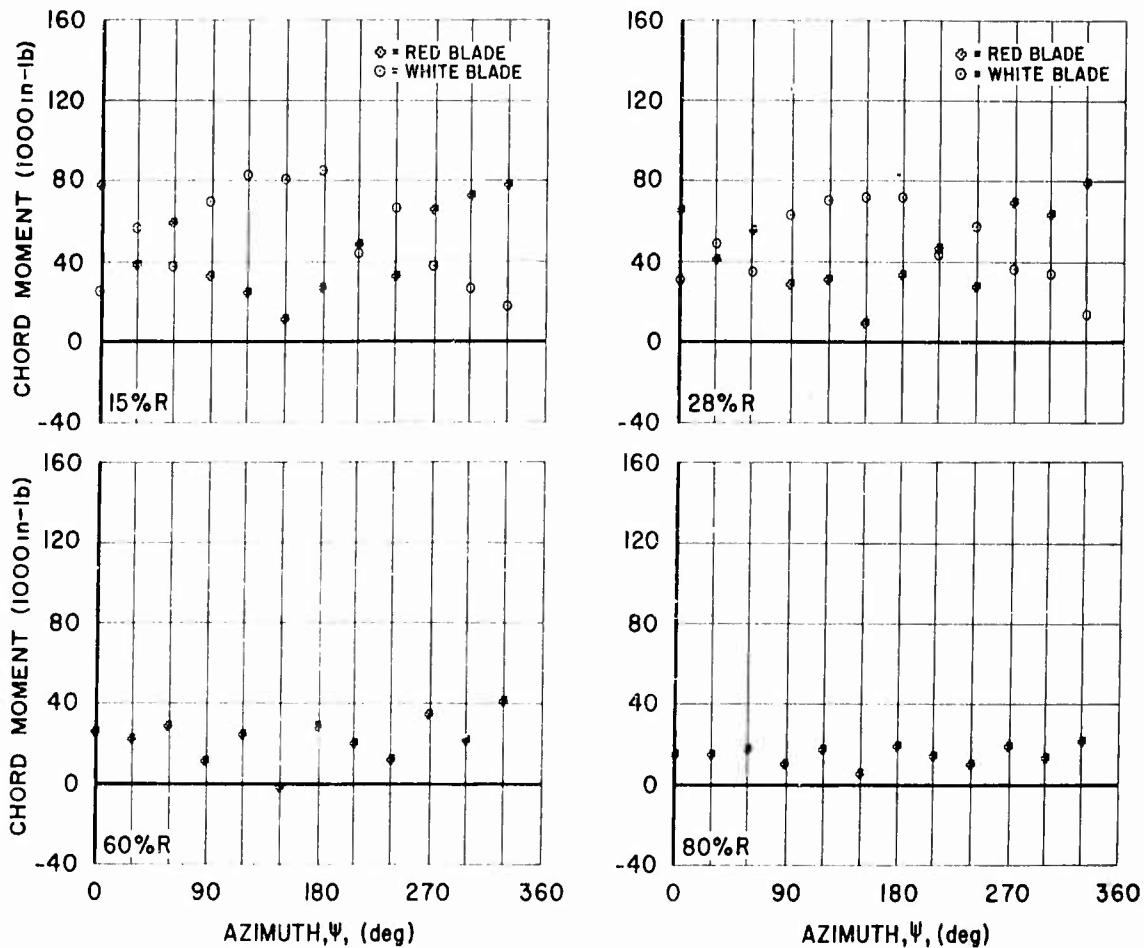 CHORD MOMENT (1000 in-lb)
160
120
80
40
0
-40
= RED BLADE
= WHITE BLADE
15%R
160
120
80
40
0
-40
= RED BLADE
= WHITE BLADE
28%R
CHORD MOMENT (1000 in-lb)
160
120
80
40
0
-40
60%R
0 90 180 270 360
AZIMUTH,Ψ, (deg)
160
120
80
40
0
-40
80%R
0 90 180 270 360
AZIMUTH,Ψ, (deg)